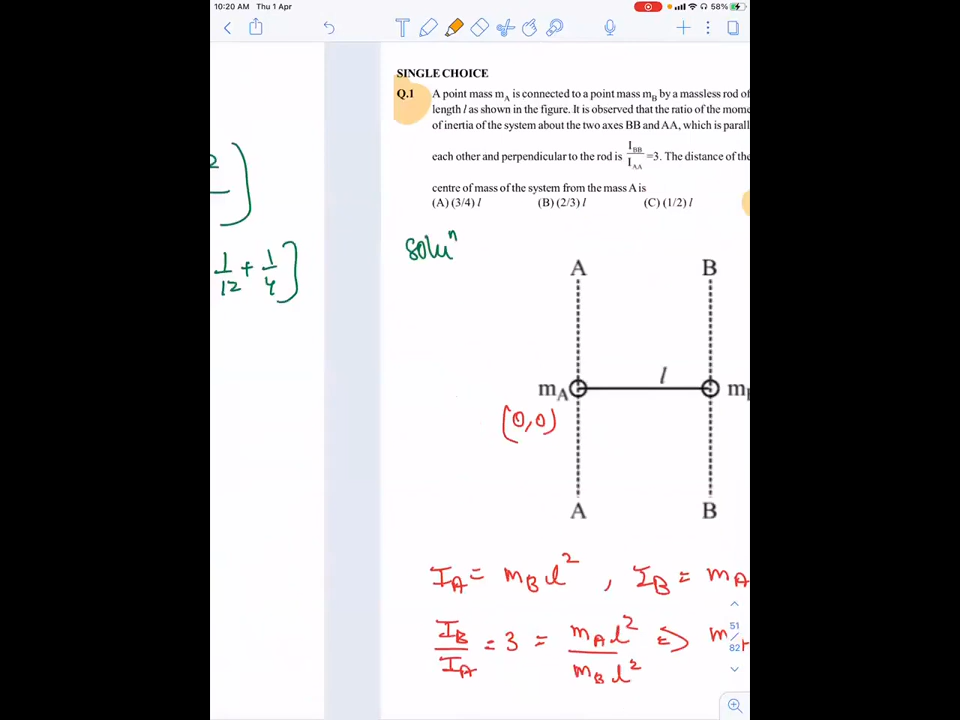 10:20 AM Thu 1 Apr
58%
SINGLE CHOICE
Q.1 A point mass mA is connected to a point mass mB by a massless rod of
length l as shown in the figure. It is observed that the ratio of the mome
of inertia of the system about the two axes BB and AA, which is parall
each other and perpendicular to the rod is IBB/IAA =3. The distance of the
centre of mass of the system from the mass A is
(A) (3/4) l (B) (2/3) l (C) (1/2) l
soluⁿ
1/12 + 1/4 ]
A B
mA l m
(0,0)
A B
IA = mB l² , IB = mA
IB/IA = 3 = mA l²/mB l² => m
51/82